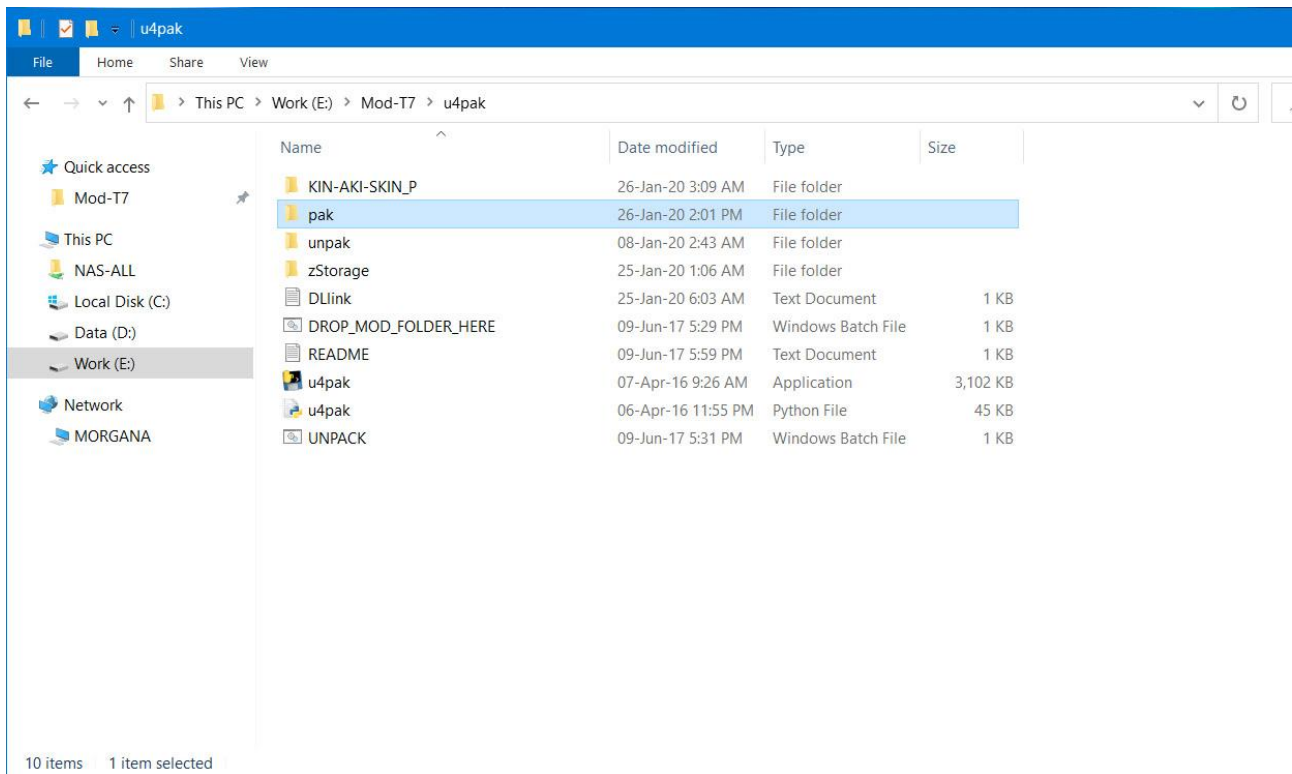 u4pak
File Home Share View
This PC > Work (E:) > Mod-T7 > u4pak
Name Date modified Type Size
Quick access
Mod-T7
This PC
NAS-ALL
Local Disk (C:)
Data (D:)
Work (E:)
Network
MORGANA
KIN-AKI-SKIN_P 26-Jan-20 3:09 AM File folder
pak 26-Jan-20 2:01 PM File folder
unpak 08-Jan-20 2:43 AM File folder
zStorage 25-Jan-20 1:06 AM File folder
DLlink 25-Jan-20 6:03 AM Text Document 1 KB
DROP_MOD_FOLDER_HERE 09-Jun-17 5:29 PM Windows Batch File 1 KB
README 09-Jun-17 5:59 PM Text Document 1 KB
u4pak 07-Apr-16 9:26 AM Application 3,102 KB
u4pak 06-Apr-16 11:55 PM Python File 45 KB
UNPACK 09-Jun-17 5:31 PM Windows Batch File 1 KB
10 items 1 item selected